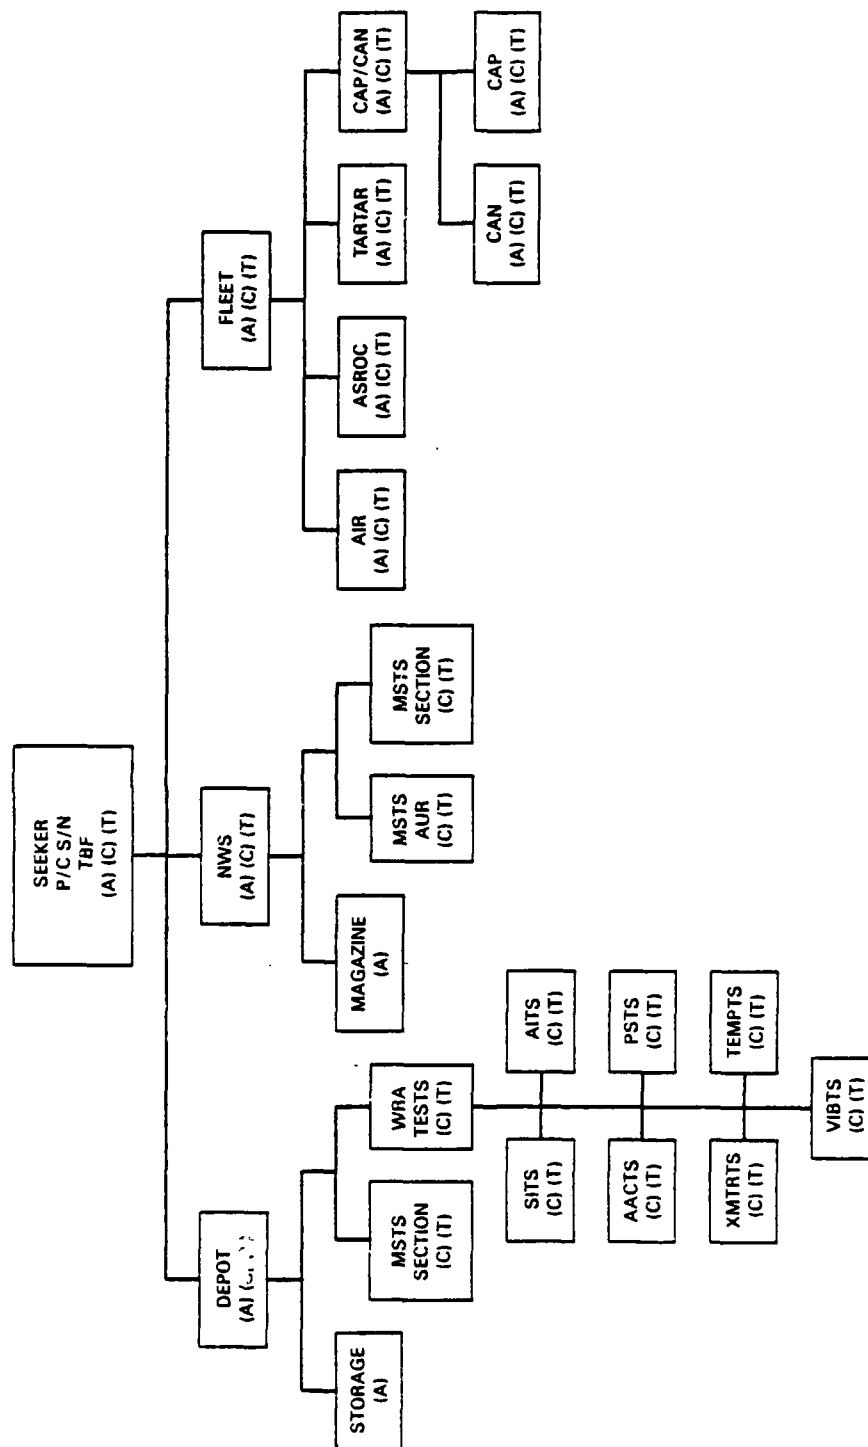 SEEKER
P/C S/N
TBF
(A) (C) (T)
DEPOT
(A)
NWS
(A) (C) (T)
FLEET
(A) (C) (T)
STORAGE
(A)
MSTS
SECTION
(C) (T)
WRA
TESTS
(C) (T)
MAGAZINE
(A)
MSTS
AUR
(C) (T)
MSTS
SECTION
(C) (T)
AIR
(A) (C) (T)
ASROC
(A) (C) (T)
TARTAR
(A) (C) (T)
CAP/CAN
(A) (C) (T)
CAN
(A) (C) (T)
CAP
(A) (C) (T)
SITS
(C) (T)
AITS
(C) (T)
AACTS
(C) (T)
PSTS
(C) (T)
XMTRTS
(C) (T)
TEMPTS
(C) (T)
VIBTS
(C) (T)